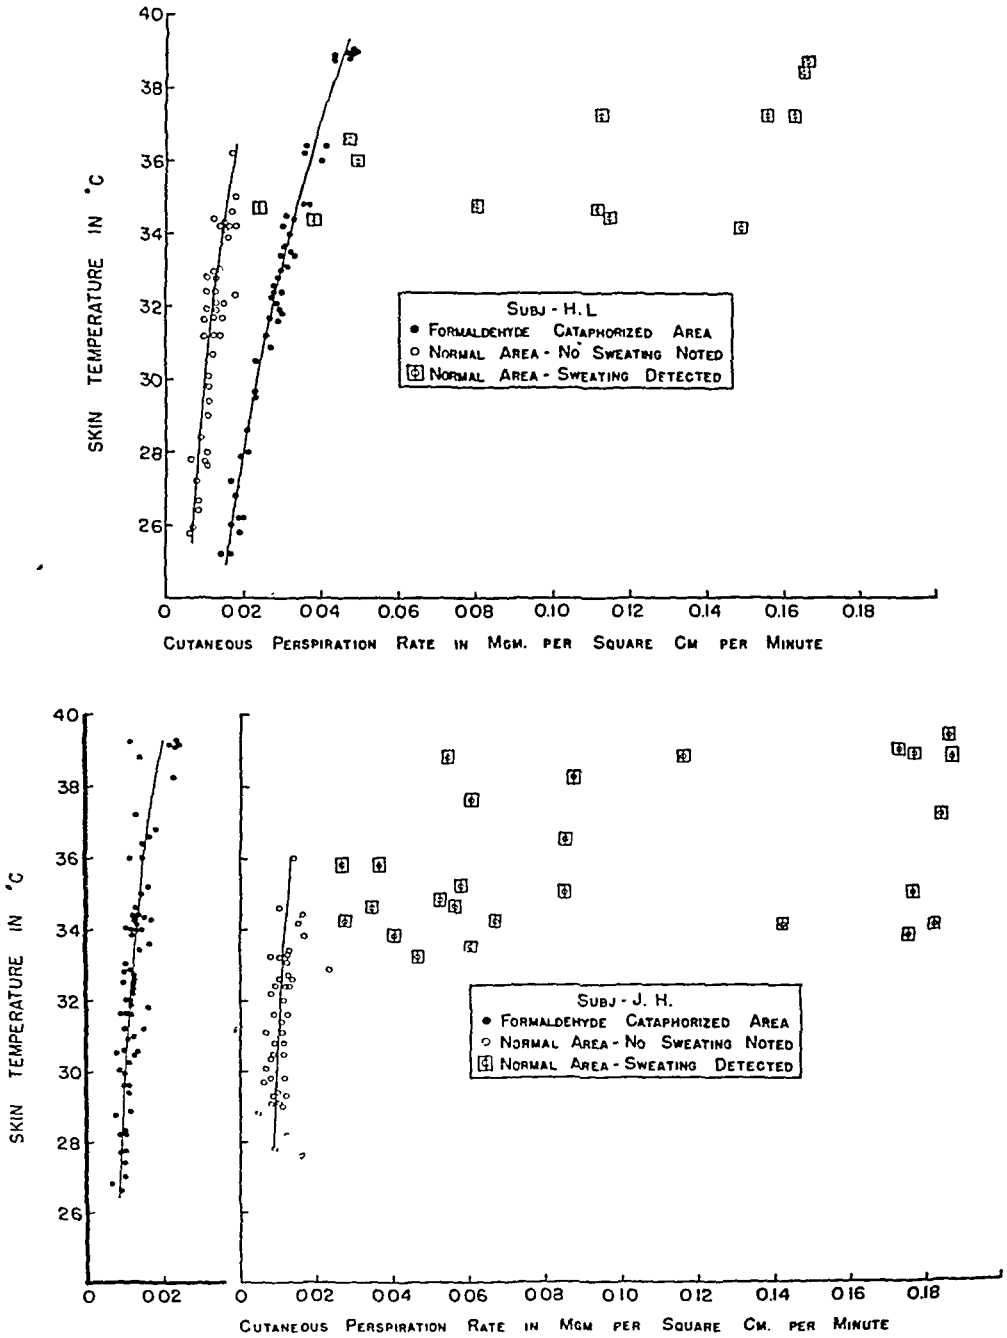 40
38
36
34
32
30
28
26
SKIN TEMPERATURE IN °C
SUBJ - H.L
FORMALDEHYDE CATAPHORIZED AREA
NORMAL AREA - NO SWEATING NOTED
NORMAL AREA - SWEATING DETECTED
0 0 02 0.04 0.06 0.08 0.10 0.12 0.14 0.16 0.18
CUTANEOUS PERSPIRATION RATE IN MGM. PER SQUARE CM PER MINUTE
40
38
36
34
32
30
28
26
SKIN TEMPERATURE IN °C
SUBJ - J. H.
FORMALDEHYDE CATAPHORIZED AREA
NORMAL AREA - NO SWEATING NOTED
NORMAL AREA - SWEATING DETECTED
0 0 02 0 0.02 0.04 0.06 0.08 0.10 0.12 0.14 0.16 0.18
CUTANEOUS PERSPIRATION RATE IN MGM PER SQUARE CM. PER MINUTE